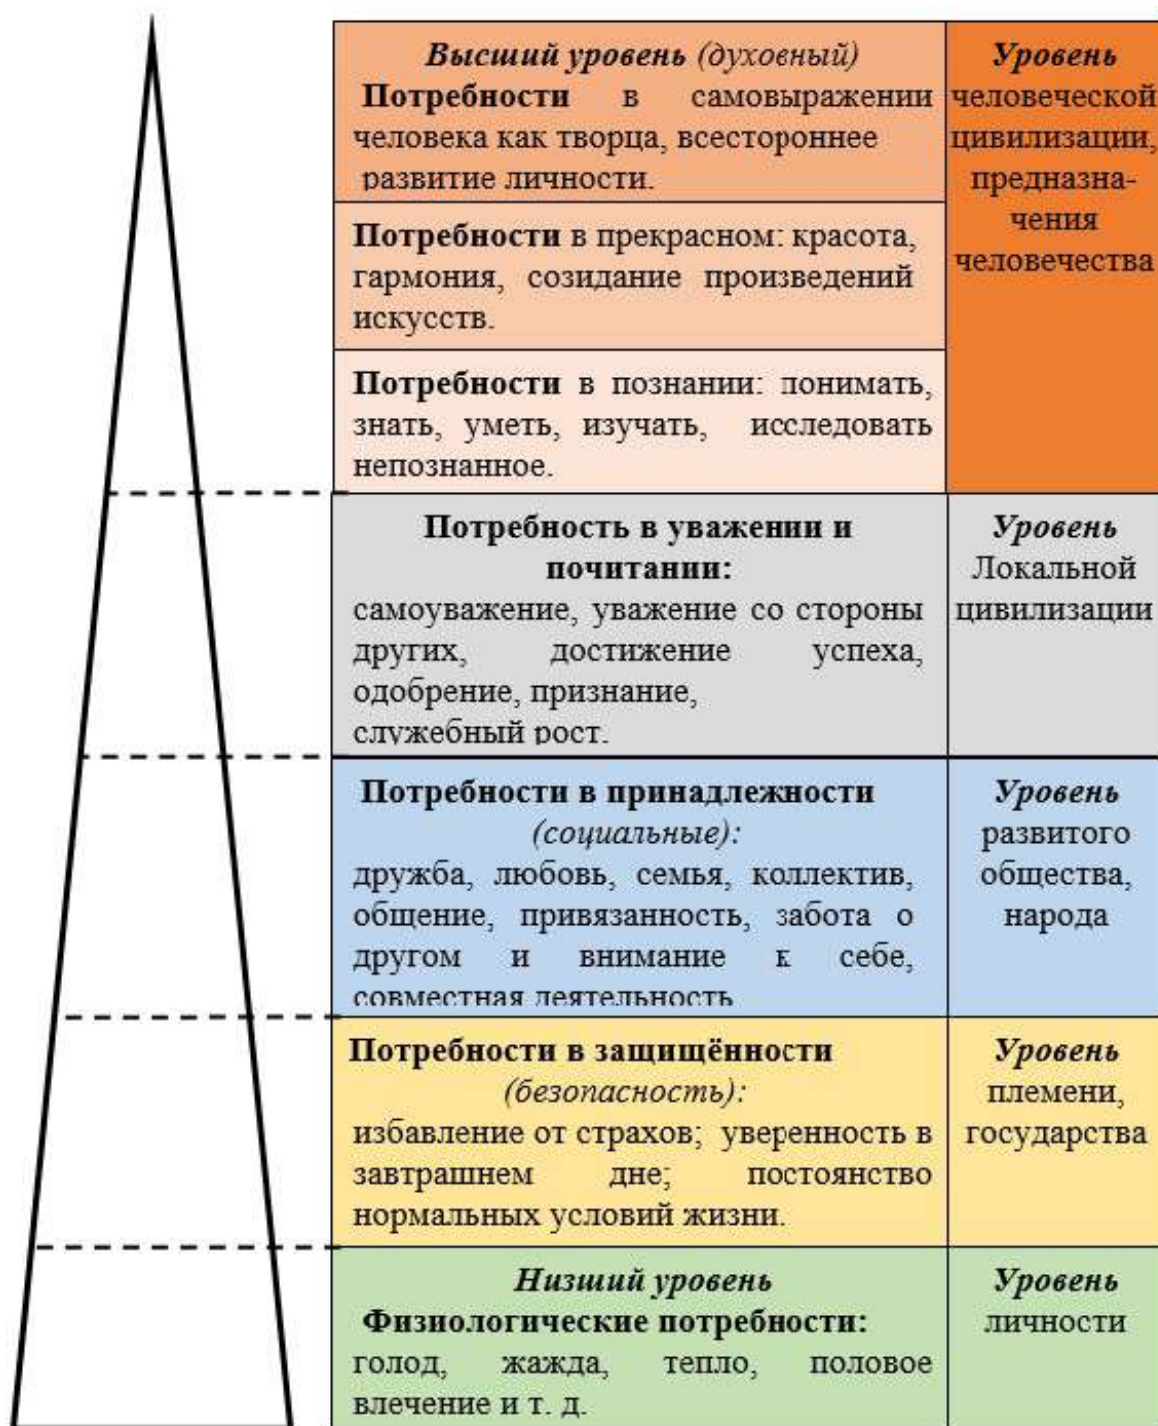 Высший уровень (духовный)
Потребности в самовыражении
человека как творца, всестороннее
развитие личности.
Потребности в прекрасном: красота,
гармония, созидание произведений
искусств.
Потребности в познании: понимать,
знать, уметь, изучать, исследовать
непознанное.
Уровень
человеческой
цивилизации,
предназна-
чения
человечества
Потребность в уважении и
почитании:
самоуважение, уважение со стороны
других, достижение успеха,
одобрение, признание,
служебный рост.
Уровень
Локальной
цивилизации
Потребности в принадлежности
(социальные):
дружба, любовь, семья, коллектив,
общение, привязанность, забота о
другом и внимание к себе,
совместная деятельность
Уровень
развитого
общества,
народа
Потребности в защищённости
(безопасность):
избавление от страхов; уверенность в
завтрашнем дне; постоянство
нормальных условий жизни.
Уровень
племени,
государства
Низший уровень
Физиологические потребности:
голод, жажда, тепло, половое
влечение и т. д.
Уровень
личности